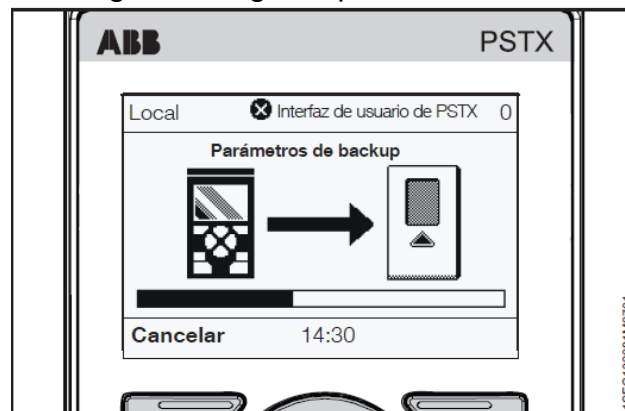 ABB PSTX
Local Interfaz de usuario de PSTX 0
Parámetros de backup
Cancelar 14:30